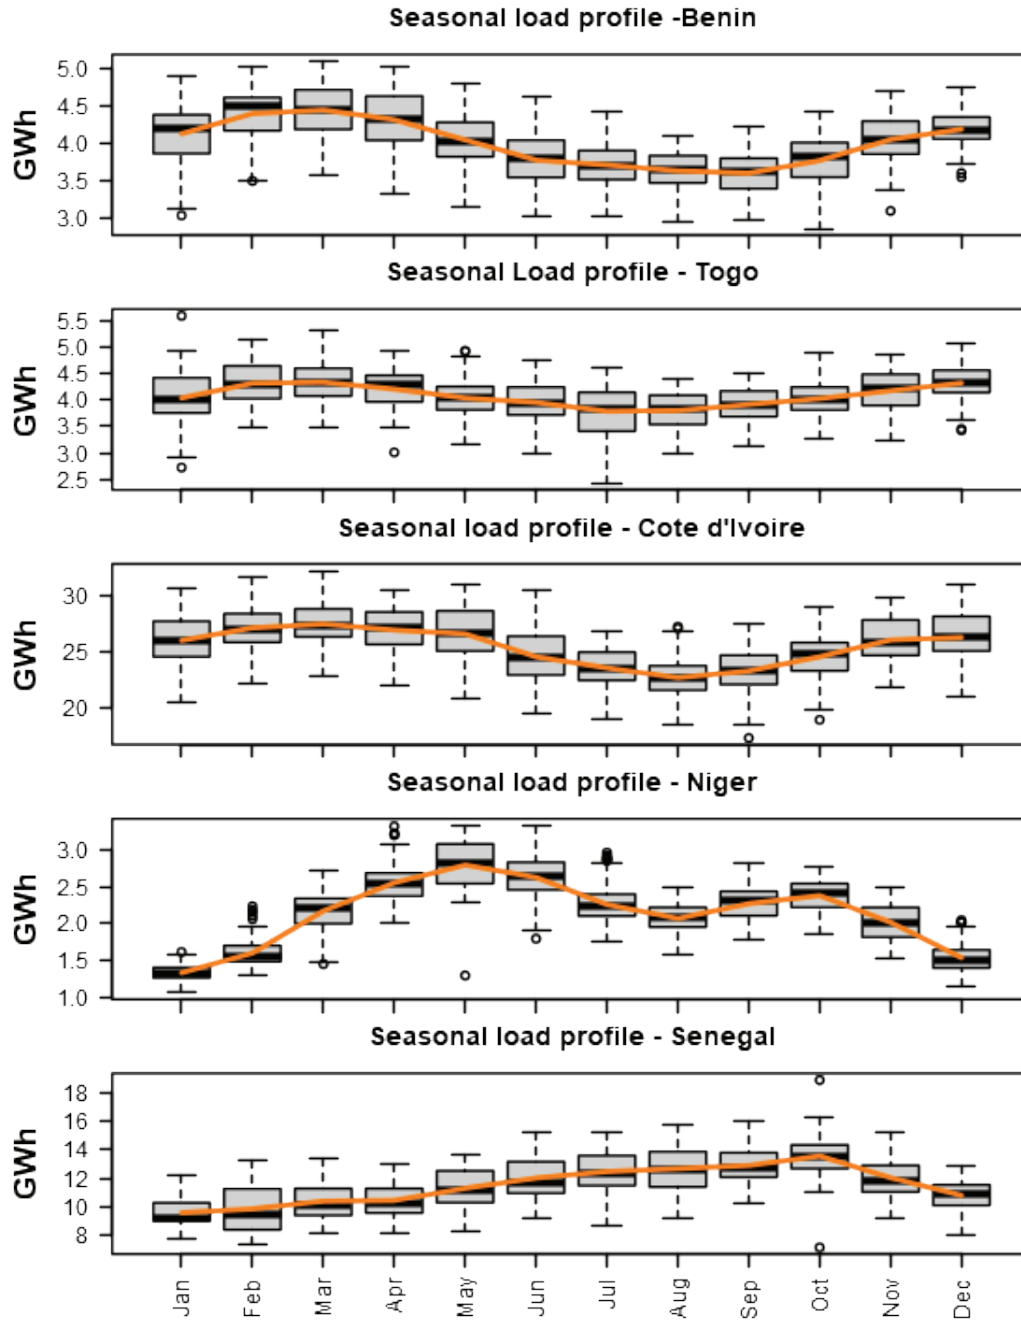 Seasonal load profile -Benin
GWh
5.0
4.5
4.0
3.5
3.0
Seasonal Load profile - Togo
GWh
5.5
5.0
4.5
4.0
3.5
3.0
2.5
Seasonal load profile - Cote d'Ivoire
GWh
30
25
20
Seasonal load profile - Niger
GWh
3.0
2.5
2.0
1.5
1.0
Seasonal load profile - Senegal
GWh
18
16
14
12
10
8
Jan Feb Mar Apr May Jun Jul Aug Sep Oct Nov Dec